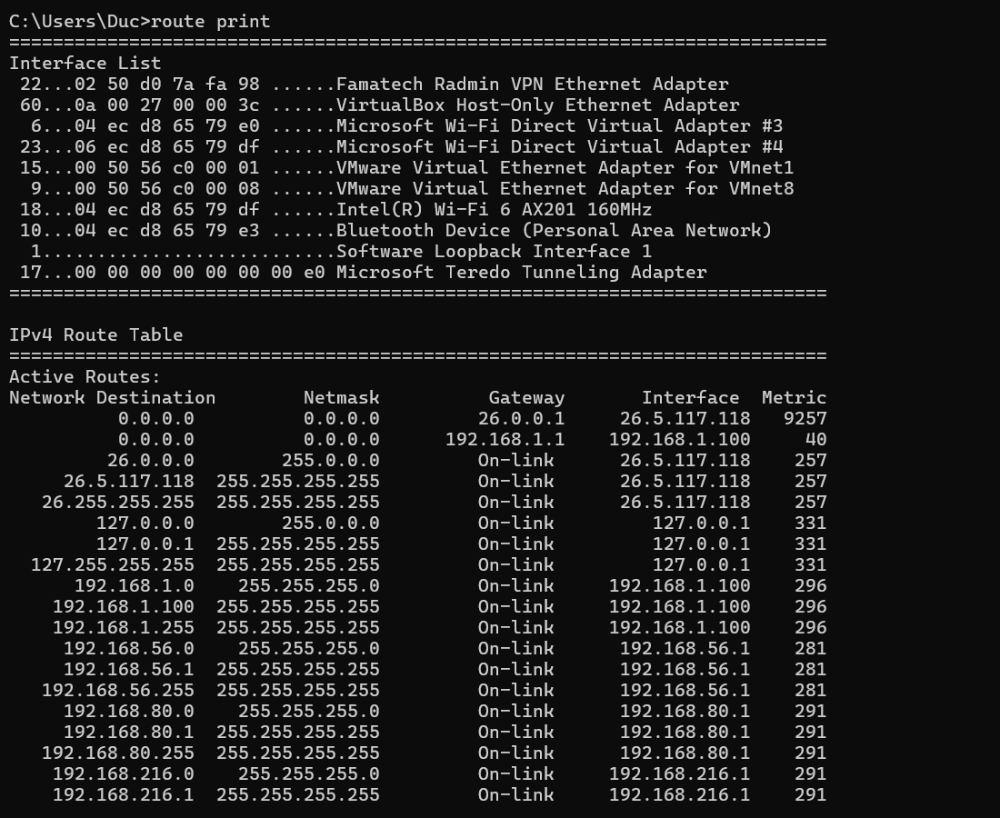 C:\Users\Duc>route print
===========================================================================
Interface List
 22...02 50 d0 7a fa 98 ......Famatech Radmin VPN Ethernet Adapter
 60...0a 00 27 00 00 3c ......VirtualBox Host-Only Ethernet Adapter
  6...04 ec d8 65 79 e0 ......Microsoft Wi-Fi Direct Virtual Adapter #3
 23...06 ec d8 65 79 df ......Microsoft Wi-Fi Direct Virtual Adapter #4
 15...00 50 56 c0 00 01 ......VMware Virtual Ethernet Adapter for VMnet1
  9...00 50 56 c0 00 08 ......VMware Virtual Ethernet Adapter for VMnet8
 18...04 ec d8 65 79 df ......Intel(R) Wi-Fi 6 AX201 160MHz
 10...04 ec d8 65 79 e3 ......Bluetooth Device (Personal Area Network)
  1...........................Software Loopback Interface 1
 17...00 00 00 00 00 00 00 e0 Microsoft Teredo Tunneling Adapter
===========================================================================

IPv4 Route Table
===========================================================================
Active Routes:
Network Destination        Netmask          Gateway       Interface  Metric
          0.0.0.0          0.0.0.0         26.0.0.1     26.5.117.118   9257
          0.0.0.0          0.0.0.0      192.168.1.1    192.168.1.100     40
         26.0.0.0        255.0.0.0         On-link      26.5.117.118    257
     26.5.117.118  255.255.255.255         On-link      26.5.117.118    257
   26.255.255.255  255.255.255.255         On-link      26.5.117.118    257
        127.0.0.0        255.0.0.0         On-link         127.0.0.1    331
        127.0.0.1  255.255.255.255         On-link         127.0.0.1    331
  127.255.255.255  255.255.255.255         On-link         127.0.0.1    331
      192.168.1.0    255.255.255.0         On-link     192.168.1.100    296
    192.168.1.100  255.255.255.255         On-link     192.168.1.100    296
    192.168.1.255  255.255.255.255         On-link     192.168.1.100    296
     192.168.56.0    255.255.255.0         On-link      192.168.56.1    281
     192.168.56.1  255.255.255.255         On-link      192.168.56.1    281
   192.168.56.255  255.255.255.255         On-link      192.168.56.1    281
     192.168.80.0    255.255.255.0         On-link      192.168.80.1    291
     192.168.80.1  255.255.255.255         On-link      192.168.80.1    291
   192.168.80.255  255.255.255.255         On-link      192.168.80.1    291
    192.168.216.0    255.255.255.0         On-link     192.168.216.1    291
    192.168.216.1  255.255.255.255         On-link     192.168.216.1    291